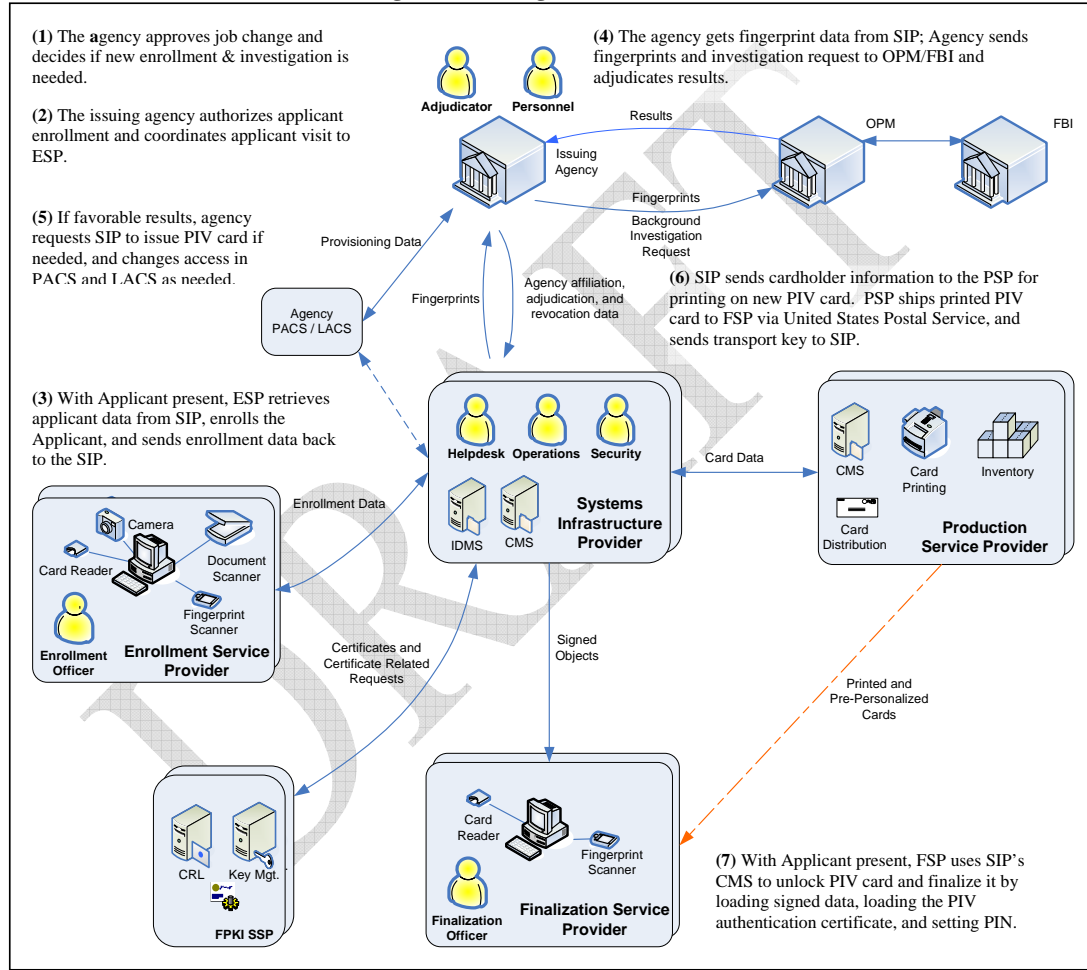 (1) The agency approves job change and
decides if new enrollment & investigation is
needed.
(2) The issuing agency authorizes applicant
enrollment and coordinates applicant visit to
ESP.
(4) The agency gets fingerprint data from SIP; Agency sends
fingerprints and investigation request to OPM/FBI and
adjudicates results.
Adjudicator
Personnel
Results
OPM
FBI
Issuing
Agency
Fingerprints
Background
Investigation
Request
(5) If favorable results, agency
requests SIP to issue PIV card if
needed, and changes access in
PACS and LACS as needed.
Provisioning Data
Fingerprints
Agency affiliation,
adjudication, and
revocation data
(6) SIP sends cardholder information to the PSP for
printing on new PIV card. PSP ships printed PIV
card to FSP via United States Postal Service, and
sends transport key to SIP.
Agency
PACS / LACS
(3) With Applicant present, ESP retrieves
applicant data from SIP, enrolls the
Applicant, and sends enrollment data back
to the SIP.
Helpdesk
Operations
Security
IDMS
CMS
Systems
Infrastructure
Provider
Card Data
CMS
Card
Printing
Inventory
Card
Distribution
Production
Service Provider
Enrollment Data
Camera
Card Reader
Document
Scanner
Fingerprint
Scanner
Enrollment
Officer
Enrollment Service
Provider
Certificates and
Certificate Related
Requests
Signed
Objects
Printed and
Pre-Personalized
Cards
CRL
Key Mgt.
FPKI SSP
Card
Reader
Fingerprint
Scanner
Finalization
Officer
Finalization Service
Provider
(7) With Applicant present, FSP uses SIP's
CMS to unlock PIV card and finalize it by
loading signed data, loading the PIV
authentication certificate, and setting PIN.
DRAFT